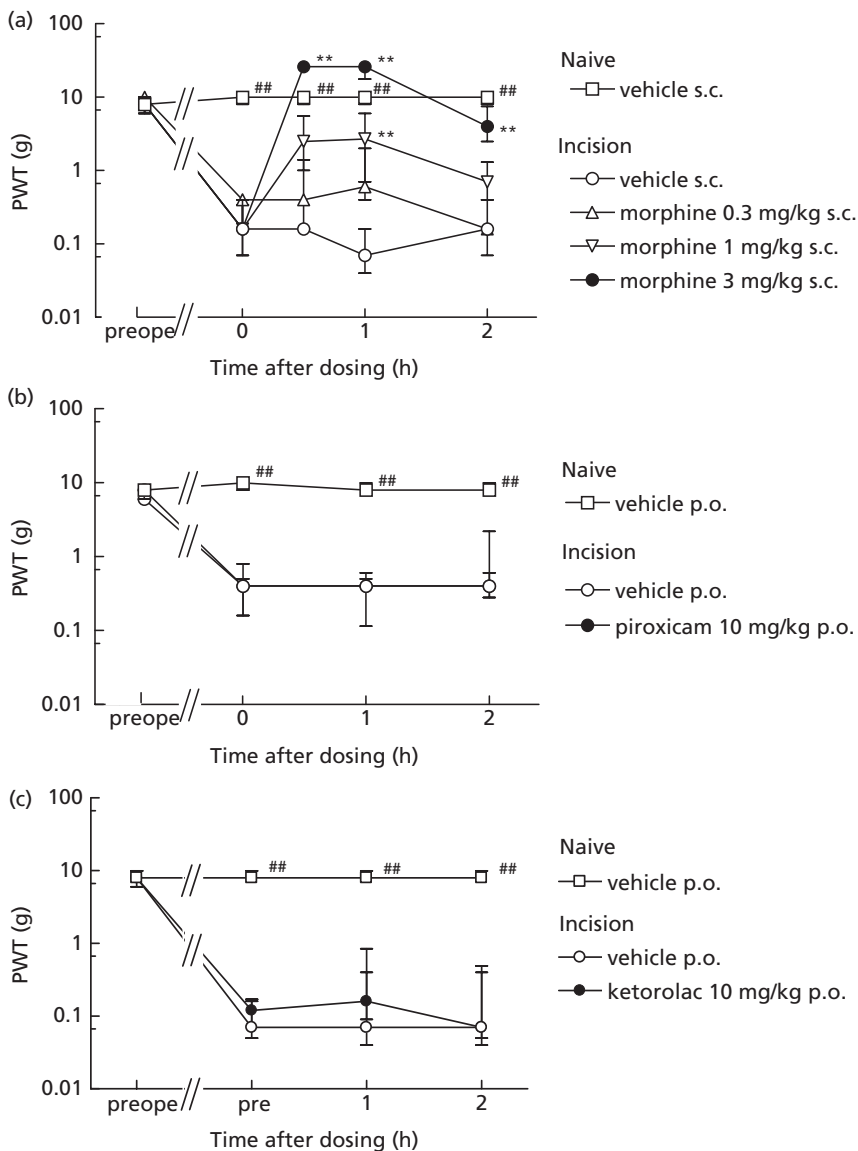 (a)
100
10
1
0.1
0.01
PWT (g)
## ## ## ##
** ** ** **
preope 0 1 2
Time after dosing (h)
Naive
vehicle s.c.
Incision
vehicle s.c.
morphine 0.3 mg/kg s.c.
morphine 1 mg/kg s.c.
morphine 3 mg/kg s.c.
(b)
100
10
1
0.1
0.01
PWT (g)
## ## ##
preope 0 1 2
Time after dosing (h)
Naive
vehicle p.o.
Incision
vehicle p.o.
piroxicam 10 mg/kg p.o.
(c)
100
10
1
0.1
0.01
PWT (g)
## ## ##
preope pre 1 2
Time after dosing (h)
Naive
vehicle p.o.
Incision
vehicle p.o.
ketorolac 10 mg/kg p.o.